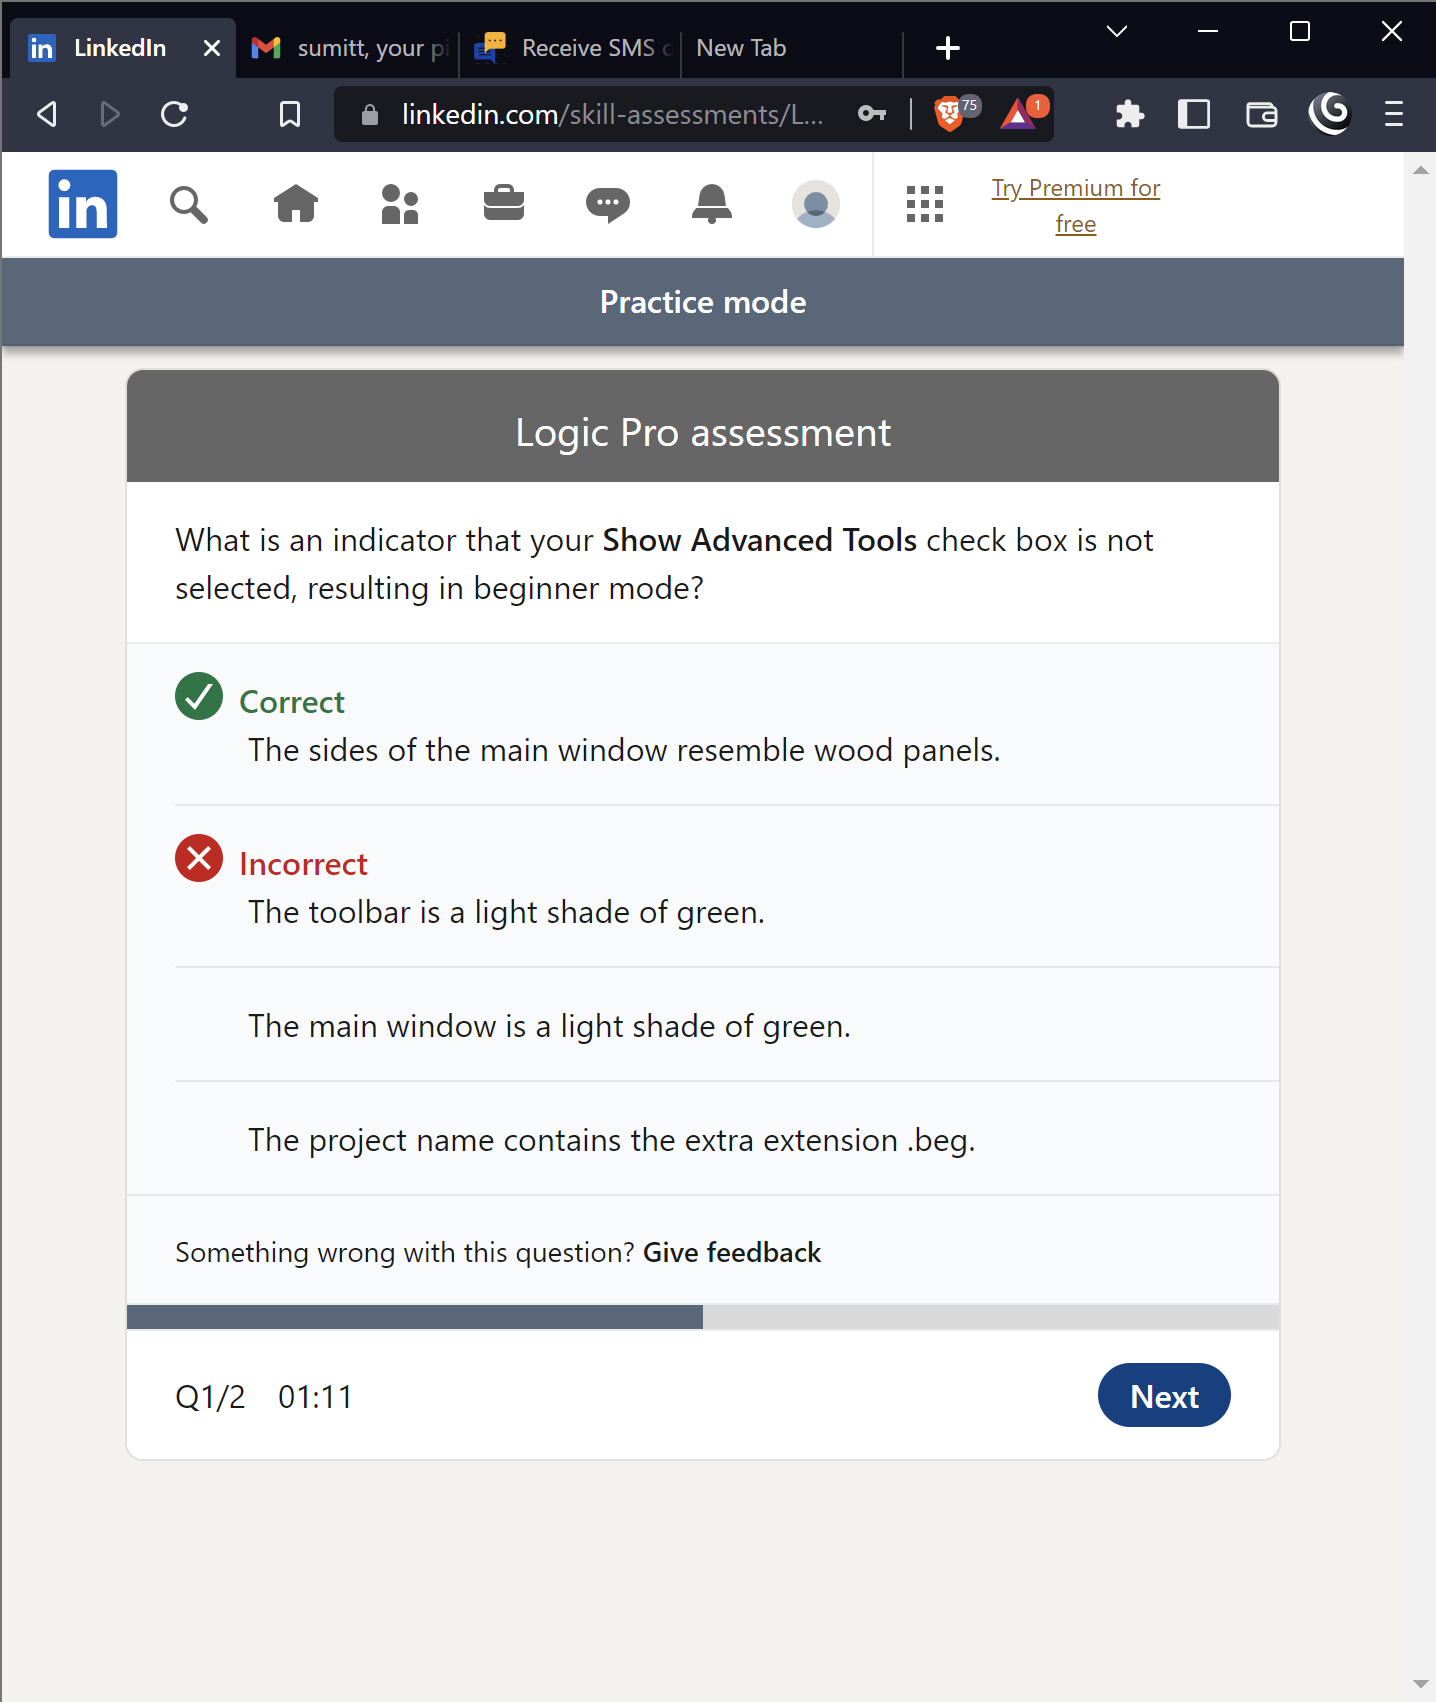 LinkedIn
sumitt, your
Receive SMS
New Tab
linkedin.com/skill-assessments/L...
75
1
in
Try Premium for
free
Practice mode
Logic Pro assessment
What is an indicator that your Show Advanced Tools check box is not
selected, resulting in beginner mode?
Correct
The sides of the main window resemble wood panels.
Incorrect
The toolbar is a light shade of green.
The main window is a light shade of green.
The project name contains the extra extension .beg.
Something wrong with this question? Give feedback
Q1/2 01:11
Next